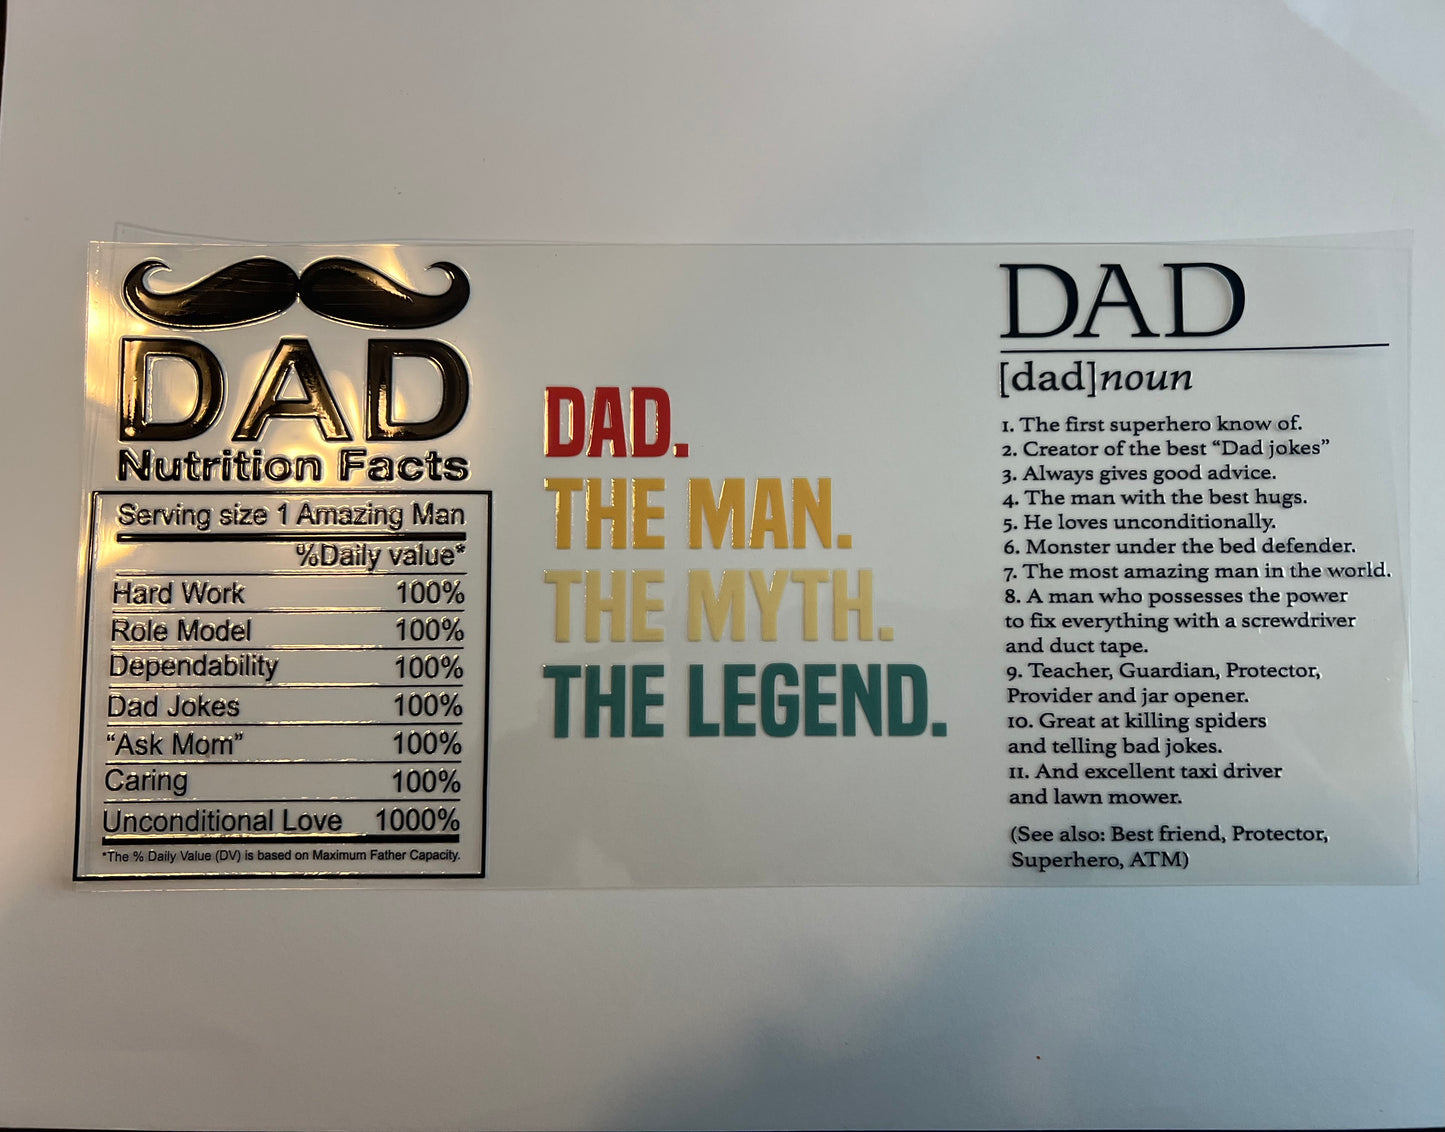 DAD
Nutrition Facts
Serving size 1 Amazing Man
%Daily value*
Hard Work 100%
Role Model 100%
Dependability 100%
Dad Jokes 100%
“Ask Mom” 100%
Caring 100%
Unconditional Love 1000%
*The % Daily Value (DV) is based on Maximum Father Capacity.
DAD.
THE MAN.
THE MYTH.
THE LEGEND.
DAD
[dad]noun
1. The first superhero know of.
2. Creator of the best “Dad jokes”
3. Always gives good advice.
4. The man with the best hugs.
5. He loves unconditionally.
6. Monster under the bed defender.
7. The most amazing man in the world.
8. A man who possesses the power
to fix everything with a screwdriver
and duct tape.
9. Teacher, Guardian, Protector,
Provider and jar opener.
10. Great at killing spiders
and telling bad jokes.
11. And excellent taxi driver
and lawn mower.
(See also: Best friend, Protector,
Superhero, ATM)